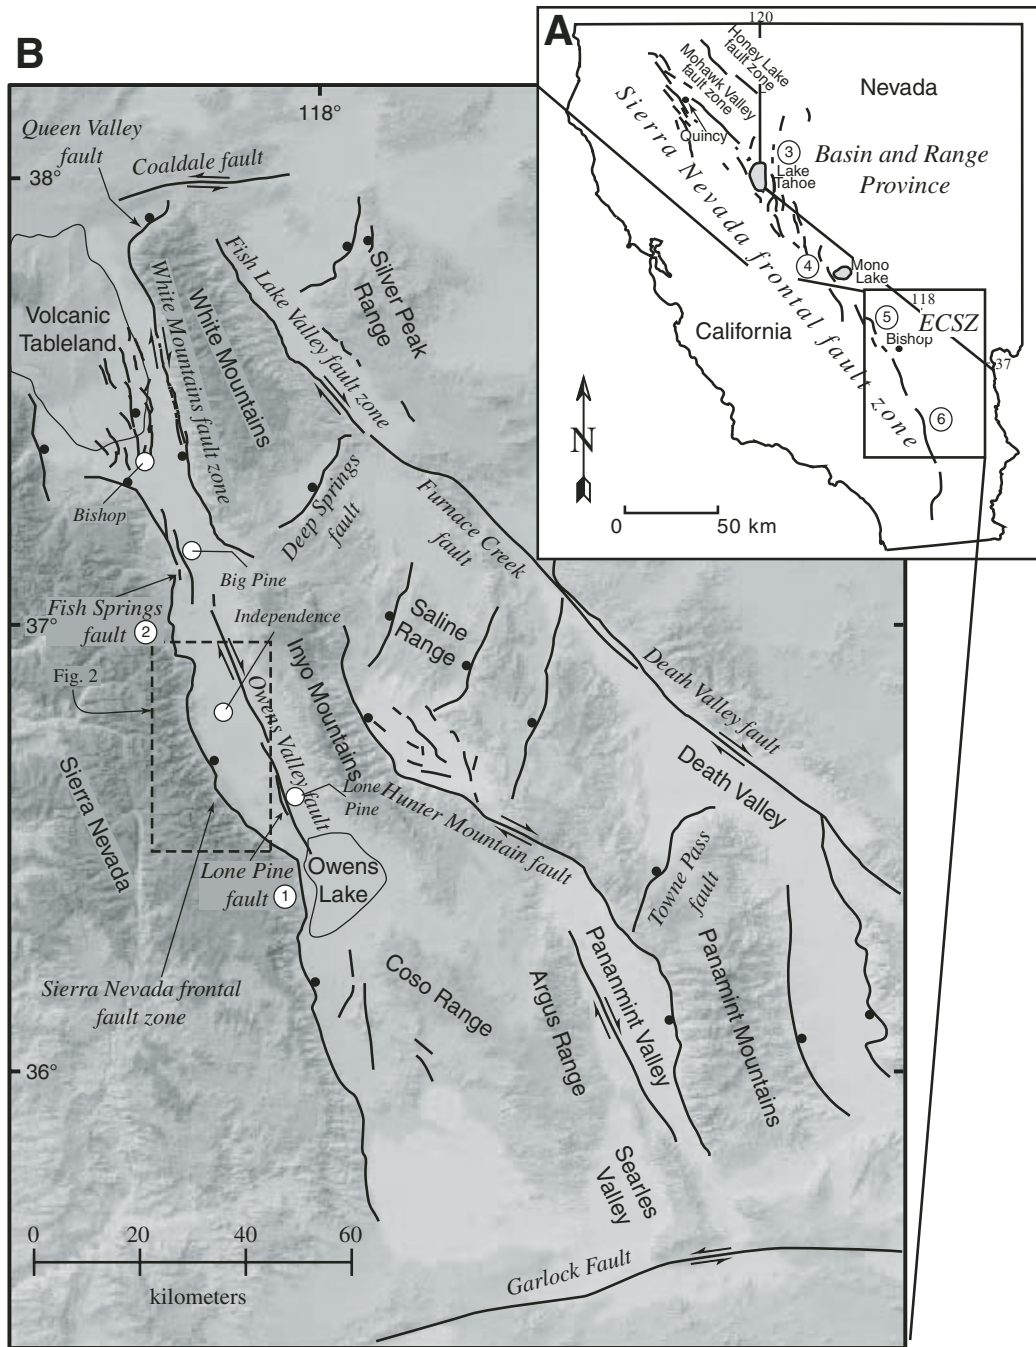 B
118°
Queen Valley
fault
Coaldale fault
38°
Fish Lake Valley fault zone
Silver Peak
Range
White Mountains fault zone
White Mountains
Volcanic
Tableland
Bishop
Deep Springs
fault
Furnace Creek
fault
Big Pine
Fish Springs
fault
2
37°
Independence
Fig. 2
Saline
Range
Inyo Mountains
Owens Valley fault
Death Valley fault
Death Valley
Lone
Pine
Hunter Mountain fault
Sierra Nevada
Lone Pine
fault
1
Owens
Lake
Towne Pass
fault
Sierra Nevada frontal
fault zone
Coso Range
Argus Range
Pananmint Valley
Panamint Mountains
36°
Searles
Valley
0 20 40 60
kilometers
Garlock Fault
A
120
Honey Lake
fault zone
Mohawk Valley
fault zone
Nevada
Quincy
Sierra Nevada frontal fault zone
3
Lake
Tahoe
Basin and Range
Province
4
Mono
Lake
118
5
ECSZ
Bishop
California
37
6
N
0 50 km